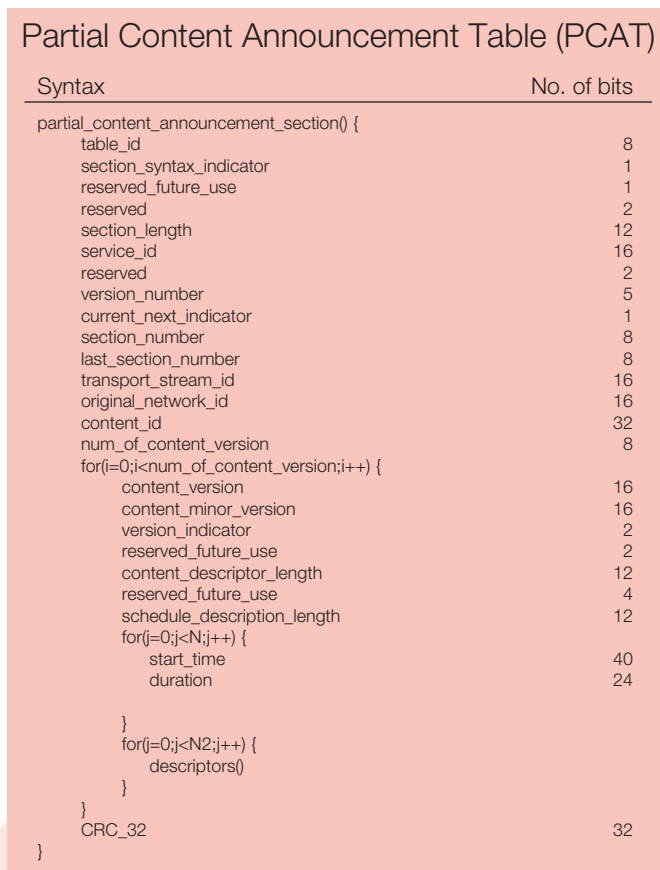 Partial Content Announcement Table (PCAT)
Syntax No. of bits
partial_content_announcement_section() {
table_id 8
section_syntax_indicator 1
reserved_future_use 1
reserved 2
section_length 12
service_id 16
reserved 2
version_number 5
current_next_indicator 1
section_number 8
last_section_number 8
transport_stream_id 16
original_network_id 16
content_id 32
num_of_content_version 8
for(i=0;i<num_of_content_version;i++) {
content_version 16
content_minor_version 16
version_indicator 2
reserved_future_use 2
content_descriptor_length 12
reserved_future_use 4
schedule_description_length 12
for(j=0;j<N;j++) {
start_time 40
duration 24
}
for(j=0;j<N2;j++) {
descriptors()
}
}
CRC_32 32
}